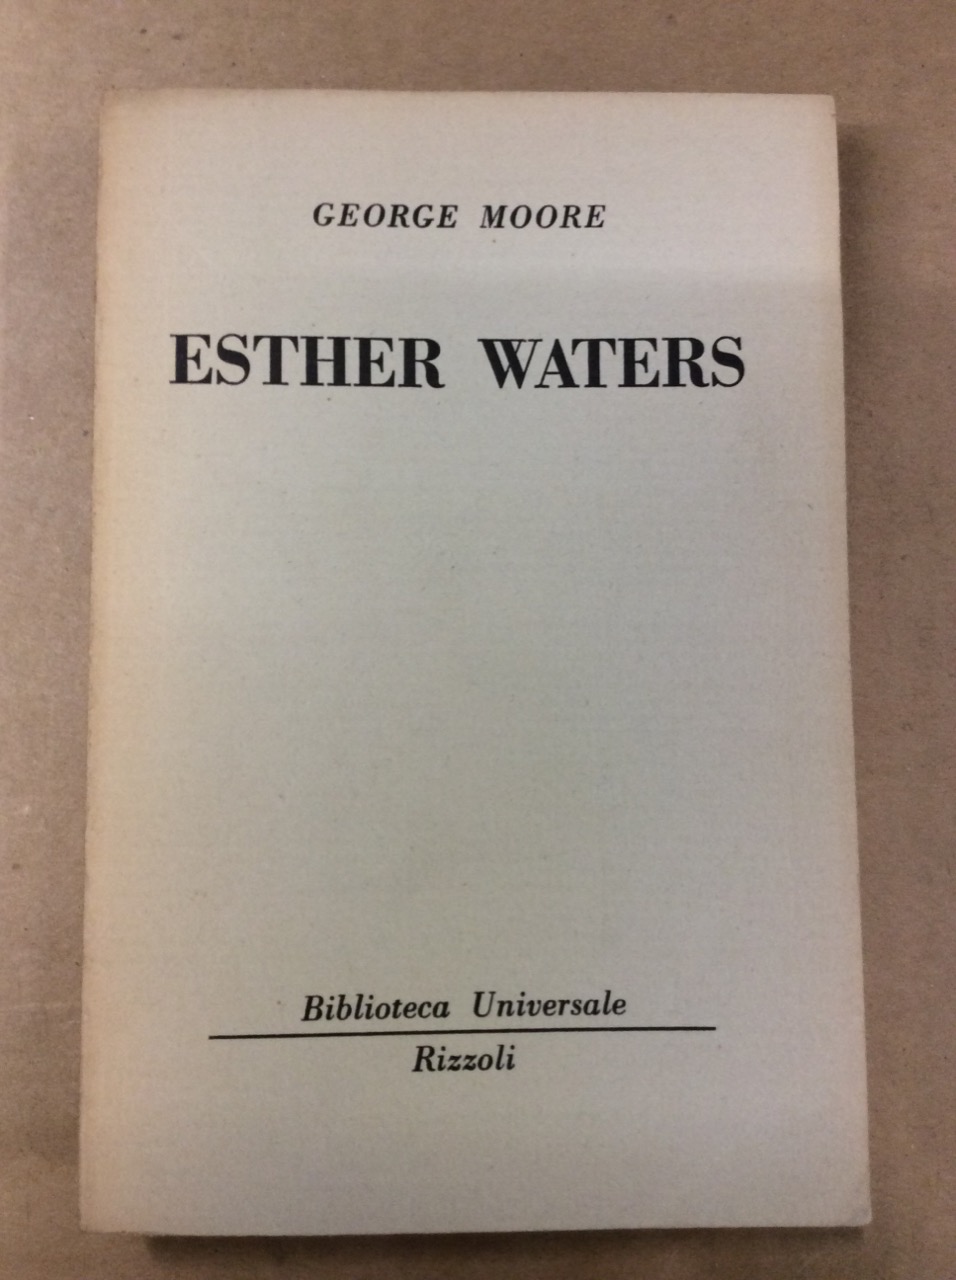 GEORGE MOORE
ESTHER WATERS
Biblioteca Universale
Rizzoli